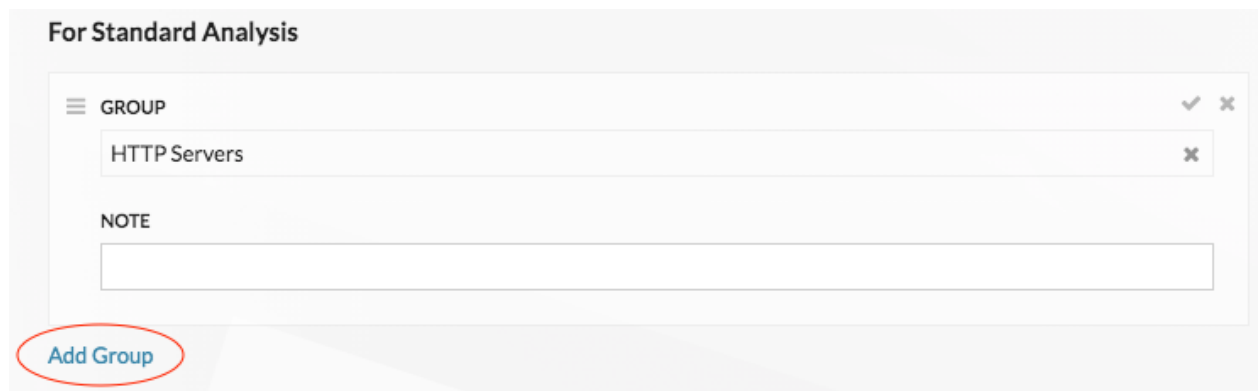 For Standard Analysis
GROUP
HTTP Servers
NOTE
Add Group